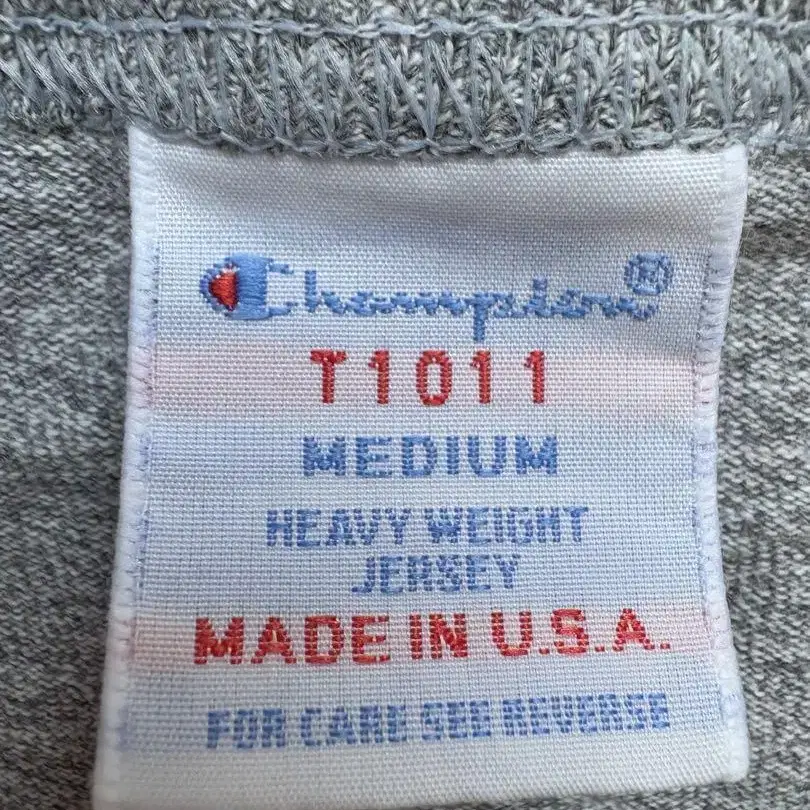 Champion®
T1011
MEDIUM
HEAVY WEIGHT
JERSEY
MADE IN U.S.A.
FOR CARE SEE REVERSE